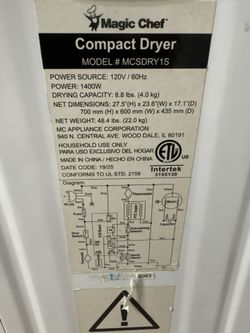 Magic Chef
Compact Dryer
MODEL # MCSDRY1S
POWER SOURCE: 120V / 60Hz
POWER: 1400W
DRYING CAPACITY: 8.8 lbs. (4.0 kg)
NET DIMENSIONS: 27.5"(H) x 23.6"(W) x 17.1"(D)
700 mm (H) x 600 mm (W) x 435 mm (D)
NET WEIGHT: 48.4 lbs. (22.0 kg)
MC APPLIANCE CORPORATION
940 N. CENTRAL AVE. WOOD DALE, IL 60191
HOUSEHOLD USE ONLY
PARA USO EXCLUSIVO DEL HOGAR
MADE IN CHINA / HECHO EN CHINA
DATE CODE: 19/25
CONFORMS TO UL STD. 2158
ETL
Intertek
Diagram: